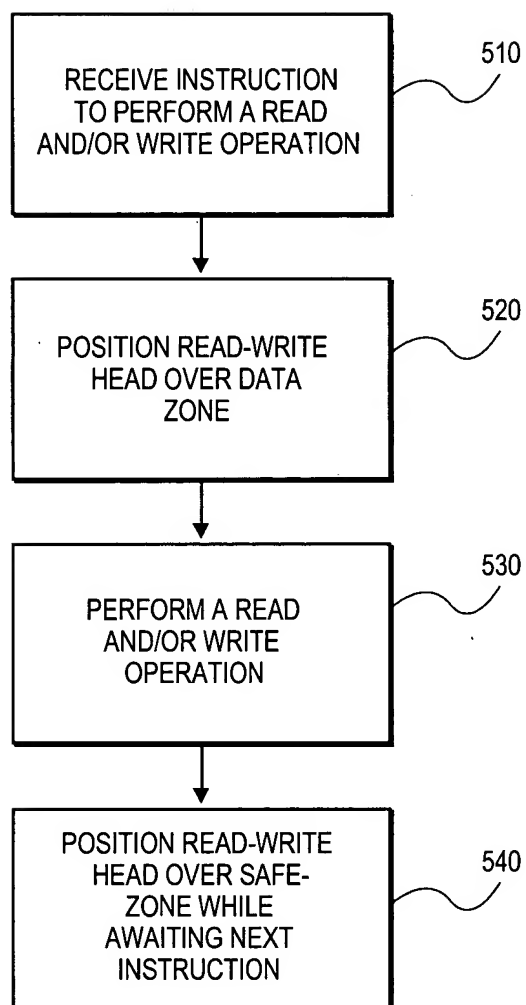 RECEIVE INSTRUCTION
TO PERFORM A READ
AND/OR WRITE OPERATION
510
POSITION READ-WRITE
HEAD OVER DATA
ZONE
520
PERFORM A READ
AND/OR WRITE
OPERATION
530
POSITION READ-WRITE
HEAD OVER SAFE-
ZONE WHILE
AWAITING NEXT
INSTRUCTION
540